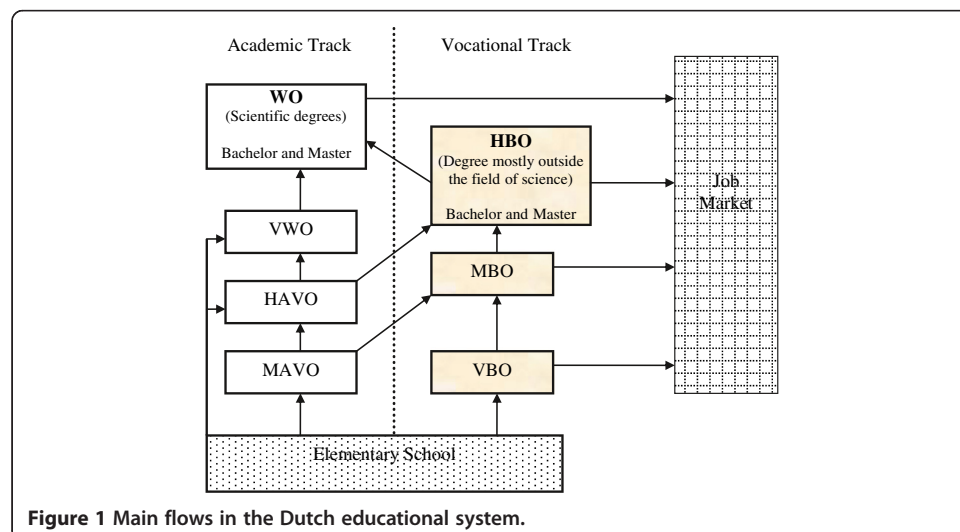 Academic Track
Vocational Track
WO
(Scientific degrees)
Bachelor and Master
HBO
(Degree mostly outside
the field of science)
Bachelor and Master
Job
Market
VWO
MBO
HAVO
MAVO
VBO
Elementary School
Figure 1 Main flows in the Dutch educational system.